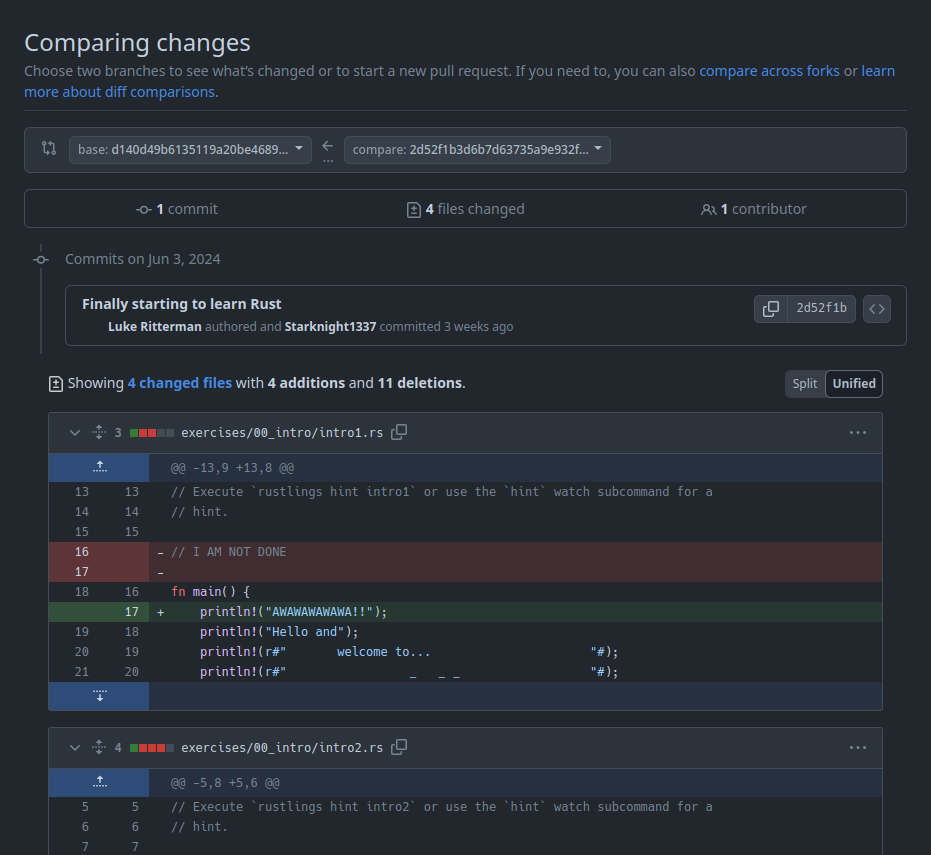 Comparing changes
Choose two branches to see what's changed or to start a new pull request. If you need to, you can also compare across forks or learn
more about diff comparisons.
base: d140d49b6135119a20be4689... compare: 2d52f1b3d6b7d63735a9e932f...
...
1 commit 4 files changed 1 contributor
Commits on Jun 3, 2024
Finally starting to learn Rust
2d52f1b
Luke Ritterman authored and Starknight1337 committed 3 weeks ago
Showing 4 changed files with 4 additions and 11 deletions.
Split Unified
3 exercises/00_intro/intro1.rs
@@ -13,9 +13,8 @@
13 13 // Execute `rustlings hint intro1` or use the `hint` watch subcommand for a
14 14 // hint.
15 15
16 - // I AM NOT DONE
17 -
18 16 fn main() {
17 + println!("AWAWAWAWAWA!!");
19 18 println!("Hello and");
20 19 println!(r#"       welcome to...                      "#);
21 20 println!(r#"                 _   _ _                  "#);
4 exercises/00_intro/intro2.rs
@@ -5,8 +5,6 @@
5 5 // Execute `rustlings hint intro2` or use the `hint` watch subcommand for a
6 6 // hint.
7 7